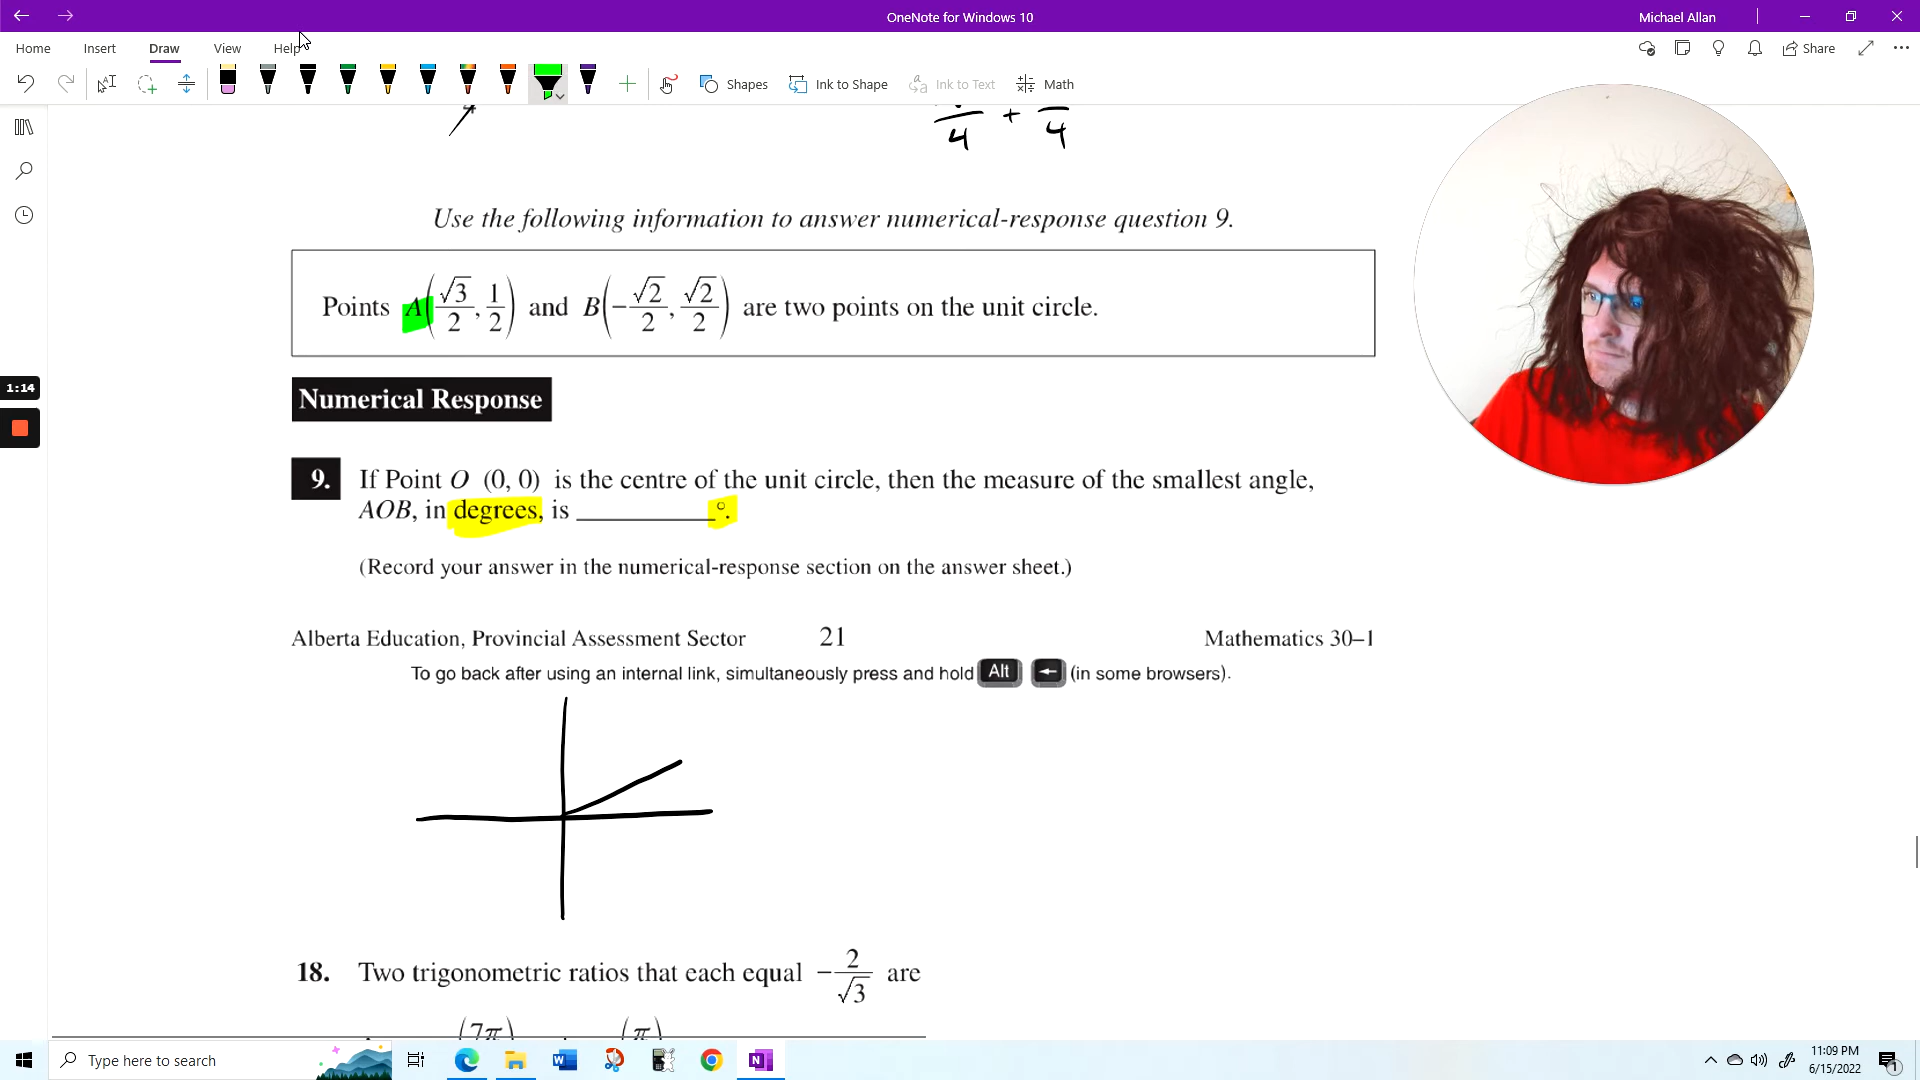 OneNote for Windows 10
Michael Allan
Home Insert Draw View Help
Share
Shapes Ink to Shape Ink to Text Math
4 + 4
Use the following information to answer numerical-response question 9.
Points A(√3/2, 1/2) and B(−√2/2, √2/2) are two points on the unit circle.
1:14
Numerical Response
9. If Point O (0, 0) is the centre of the unit circle, then the measure of the smallest angle,
AOB, in degrees, is ___________°.
(Record your answer in the numerical-response section on the answer sheet.)
Alberta Education, Provincial Assessment Sector 21 Mathematics 30–1
To go back after using an internal link, simultaneously press and hold Alt ← (in some browsers).
18. Two trigonometric ratios that each equal −2/√3 are
(7π) (π)
Type here to search
11:09 PM
6/15/2022
1